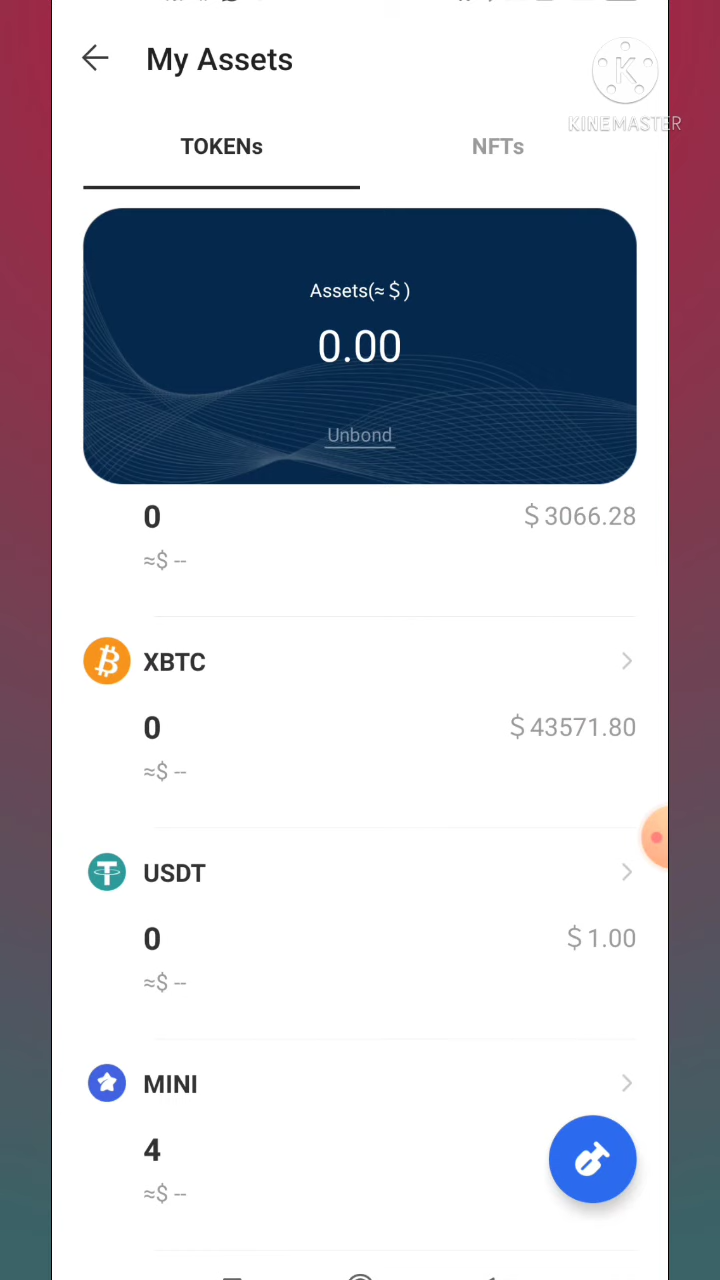 My Assets
K
KINEMASTER
TOKENs
NFTs
Assets(≈$)
0.00
Unbond
0
$3066.28
≈$ --
XBTC
0
$43571.80
≈$ --
USDT
0
$1.00
≈$ --
MINI
4
≈$ --